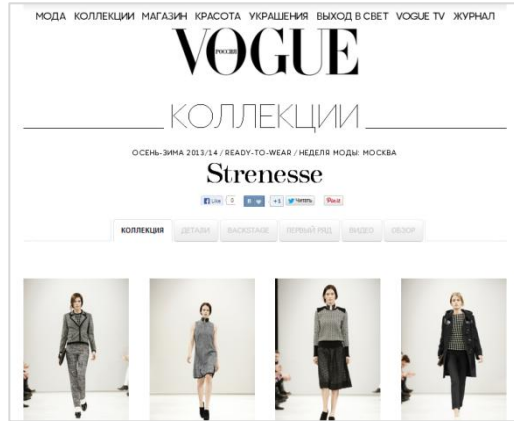 МОДА КОЛЛЕКЦИИ МАГАЗИН КРАСОТА УКРАШЕНИЯ ВЫХОД В СВЕТ VOGUE TV ЖУРНАЛ
VOGUE
РОССИЯ
КОЛЛЕКЦИИ
ОСЕНЬ-ЗИМА 2013/14 / READY-TO-WEAR / НЕДЕЛЯ МОДЫ: МОСКВА
Strenesse
Like +1 Читать Pin it
КОЛЛЕКЦИЯ ДЕТАЛИ BACKSTAGE ПЕРВЫЙ РЯД ВИДЕО ОБЗОР